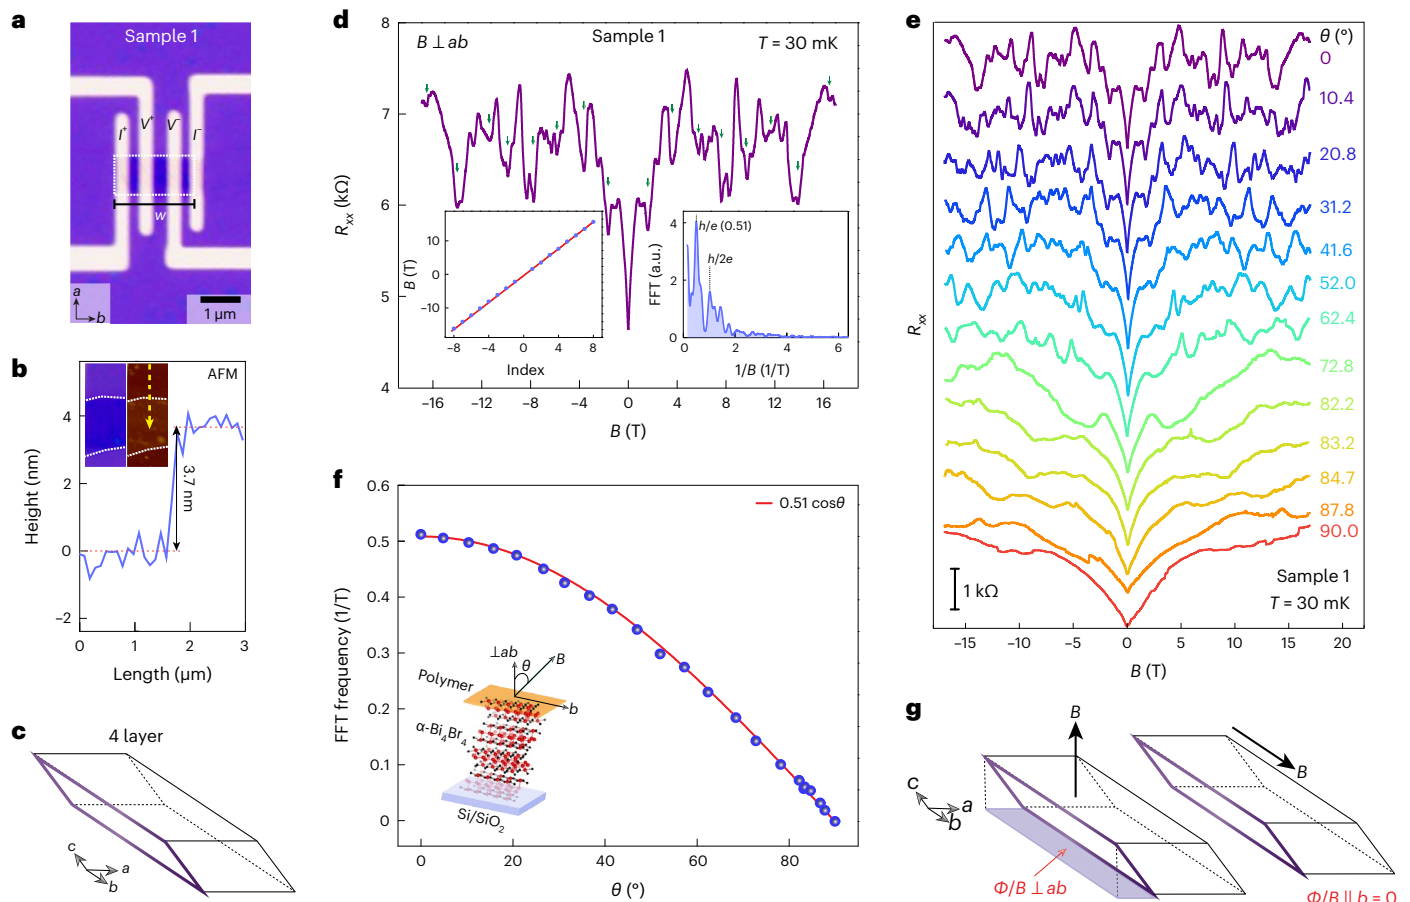 a
Sample 1
I+
V+
V−
I−
w
a
b
1 μm
b
AFM
Height (nm)
4
2
0
−2
3.7 nm
0
1
2
3
Length (μm)
c
4 layer
c
a
b
d
B ⊥ ab
Sample 1
T = 30 mK
Rxx (kΩ)
8
7
6
5
4
−16
−12
−8
−4
0
4
8
12
16
B (T)
B (T)
10
0
−10
−8
−4
0
4
8
Index
FFT (a.u.)
4
2
0
h/e (0.51)
h/2e
0
2
4
6
1/B (1/T)
f
FFT frequency (1/T)
0.6
0.5
0.4
0.3
0.2
0.1
0
0.51 cosθ
⊥ab
θ
B
b
Polymer
α-Bi4Br4
Si/SiO2
0
20
40
60
80
θ (°)
e
Rxx
θ (°)
0
10.4
20.8
31.2
41.6
52.0
62.4
72.8
82.2
83.2
84.7
87.8
90.0
1 kΩ
Sample 1
T = 30 mK
−15
−10
−5
0
5
10
15
B (T)
g
B
B
c
a
b
Φ/B ⊥ ab
Φ/B || b = 0